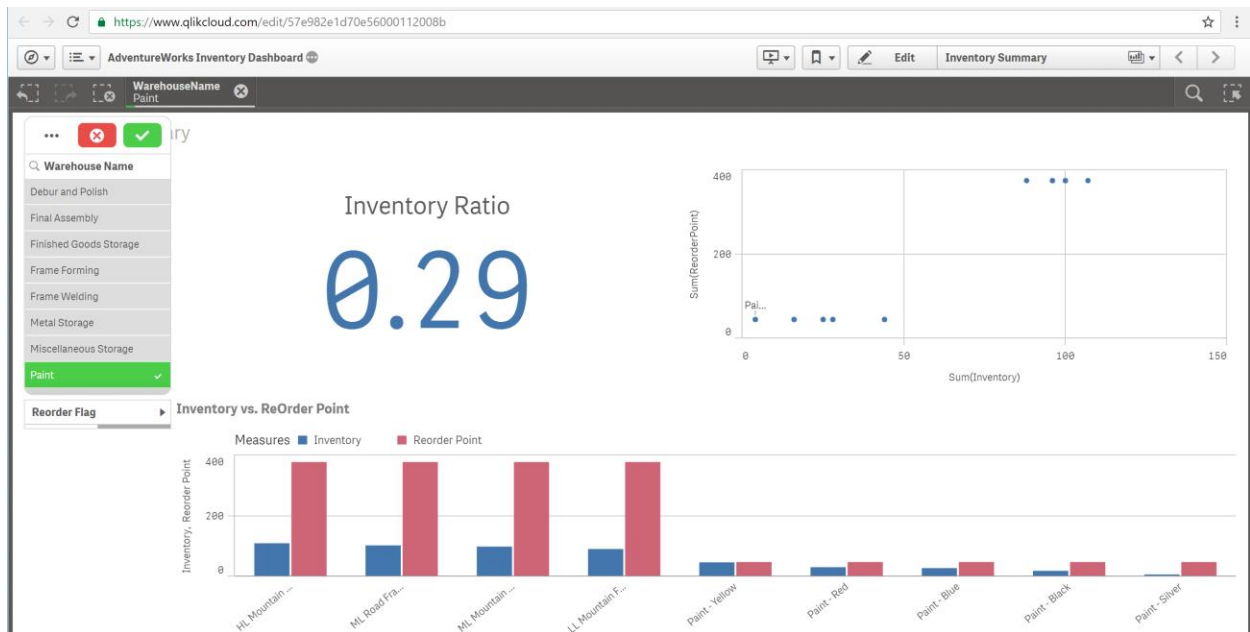 https://www.qlikcloud.com/edit/57e982e1d70e56000112008b
AdventureWorks Inventory Dashboard
Edit
Inventory Summary
WarehouseName
Paint
ry
Warehouse Name
Debur and Polish
Final Assembly
Finished Goods Storage
Frame Forming
Frame Welding
Metal Storage
Miscellaneous Storage
Paint
Reorder Flag
Inventory Ratio
0.29
Sum(ReorderPoint)
400
200
0
Pai...
0 50 100 150
Sum(Inventory)
Inventory vs. ReOrder Point
Measures Inventory Reorder Point
Inventory, Reorder Point
400
200
0
HL Mountain ...
ML Road Fra...
ML Mountain ...
LL Mountain F...
Paint - Yellow
Paint - Red
Paint - Blue
Paint - Black
Paint - Silver